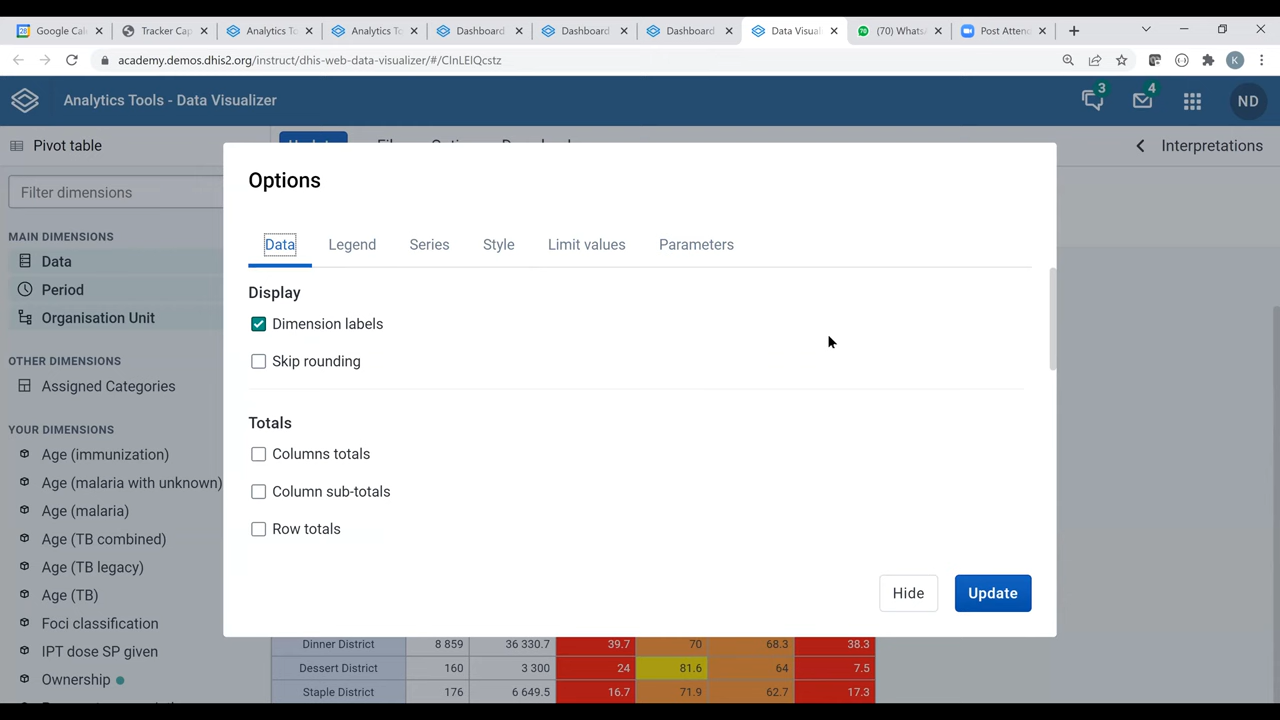 Google Cal
Tracker Cap
Analytics To
Analytics To
Dashboard
Dashboard
Dashboard
Data Visual
(70) WhatsA
Post Attend
academy.demos.dhis2.org/instruct/dhis-web-data-visualizer/#/CImLEIQcstz
K
Analytics Tools - Data Visualizer
3
4
ND
Pivot table
Interpretations
Options
Filter dimensions
Data
Legend
Series
Style
Limit values
Parameters
MAIN DIMENSIONS
Data
Period
Organisation Unit
Display
Dimension labels
Skip rounding
OTHER DIMENSIONS
Assigned Categories
Totals
Columns totals
Column sub-totals
Row totals
YOUR DIMENSIONS
Age (immunization)
Age (malaria with unknown)
Age (malaria)
Age (TB combined)
Age (TB legacy)
Age (TB)
Foci classification
IPT dose SP given
Ownership
Hide
Update
Dinner District 8 859 36 330.7 39.7 70 68.3 38.3
Dessert District 160 3 300 24 81.6 64 7.5
Staple District 176 6 649.5 16.7 71.9 62.7 17.3